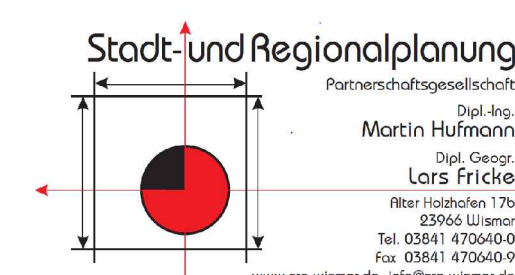 Stadt- und Regionalplanung
Partnerschaftsgesellschaft
Dipl.-Ing.
Martin Hufmann
Dipl. Geogr.
Lars Fricke
Alter Holzhafen 17b
23966 Wismar
Tel. 03841 470640-0
Fax 03841 470640-9